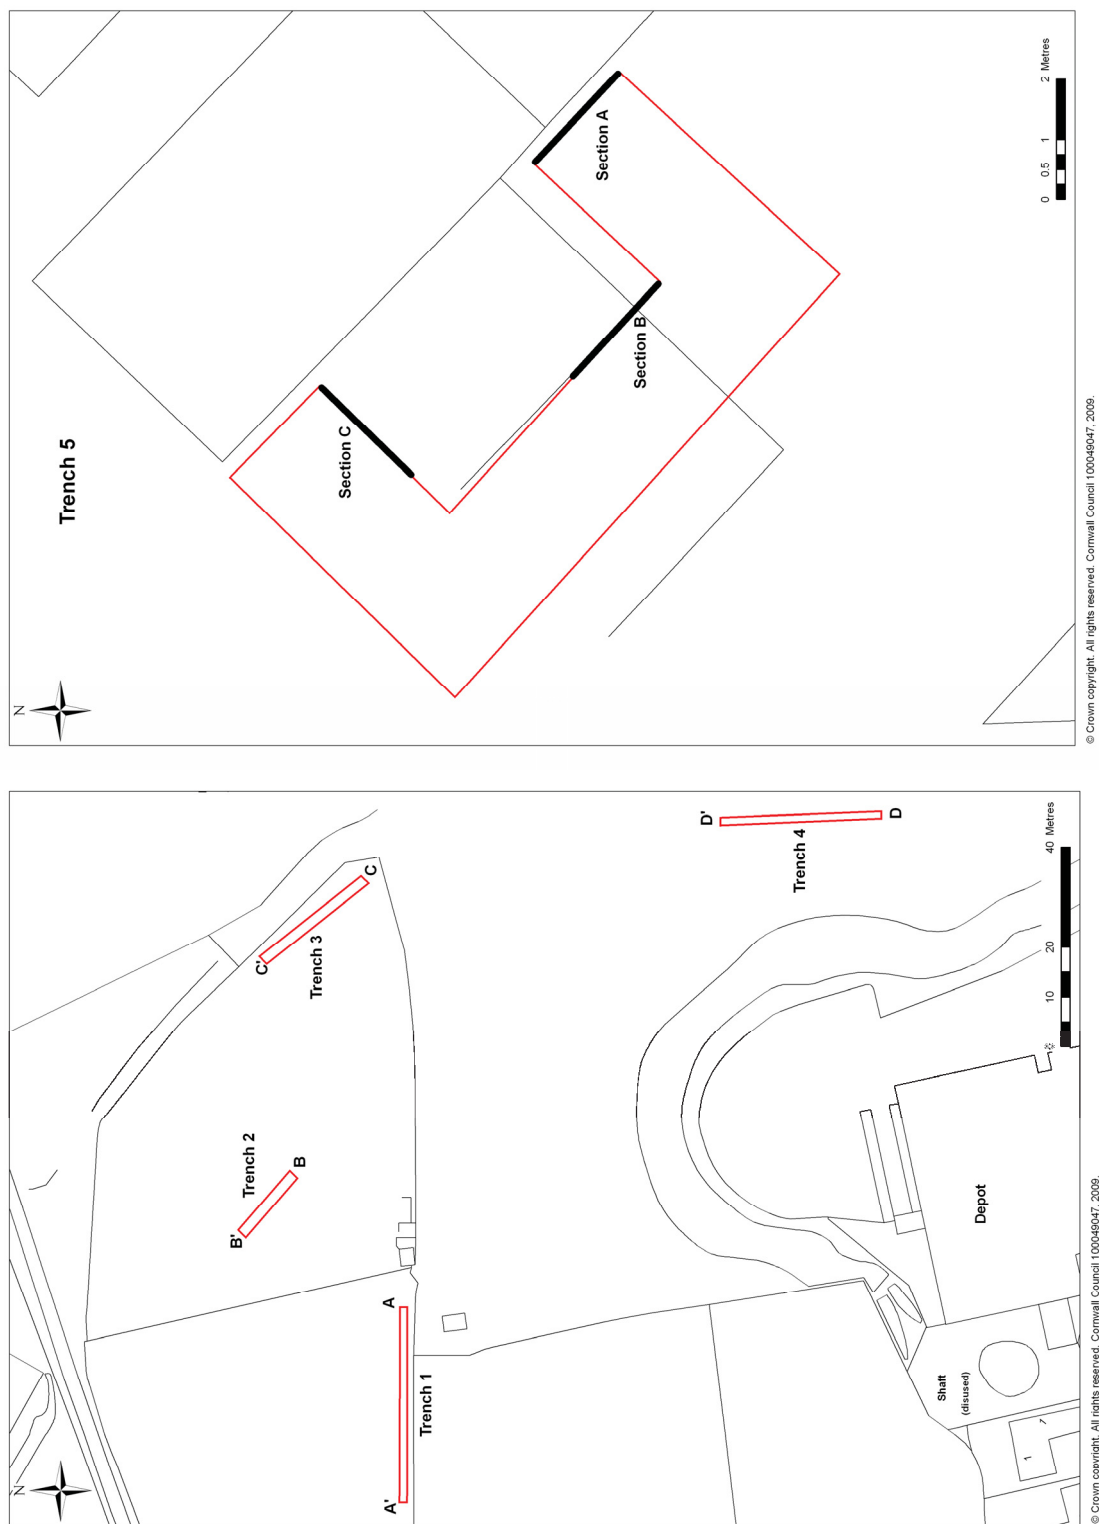 Trench 5
N
Section A
Section B
Section C
0 0.5 1 2 Metres
© Crown copyright. All rights reserved. Cornwall Council 100049047, 2009.
N
A'
Trench 1
A
B'
Trench 2
B
C'
Trench 3
C
D'
Trench 4
D
Depot
Shaft
(disused)
1
1
10 20 40 Metres
© Crown copyright. All rights reserved. Cornwall Council 100049047, 2009.